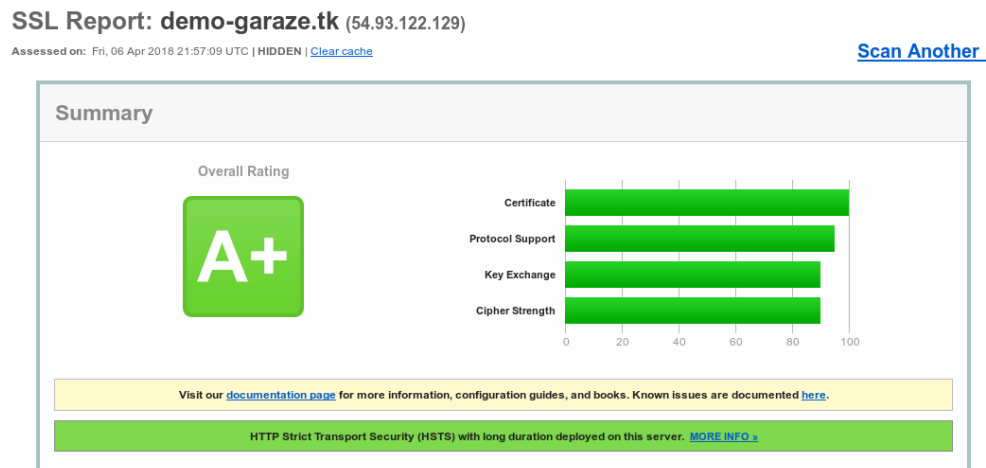 SSL Report: demo-garaze.tk (54.93.122.129)
Assessed on: Fri, 06 Apr 2018 21:57:09 UTC | HIDDEN | Clear cache
Scan Another
Summary
Overall Rating
A+
Certificate
Protocol Support
Key Exchange
Cipher Strength
0 20 40 60 80 100
Visit our documentation page for more information, configuration guides, and books. Known issues are documented here.
HTTP Strict Transport Security (HSTS) with long duration deployed on this server. MORE INFO »